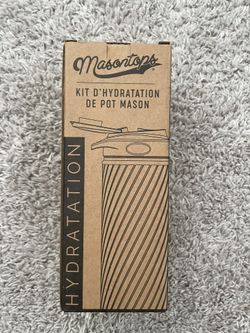 Masontops
KIT D'HYDRATATION
DE POT MASON
HYDRATATION